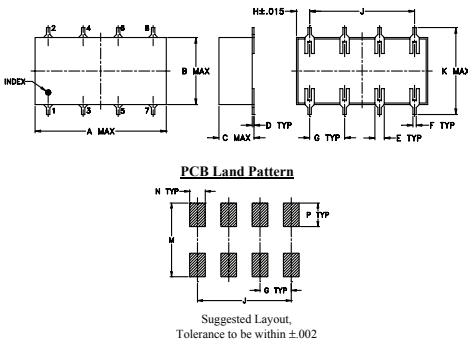 H±.015
J
2 4 6 8
B MAX
K MAX
INDEX
1 3 5 7
D TYP
F TYP
A MAX
C MAX
G TYP
E TYP
PCB Land Pattern
N TYP
P TYP
M
G TYP
J
Suggested Layout,
Tolerance to be within ±.002